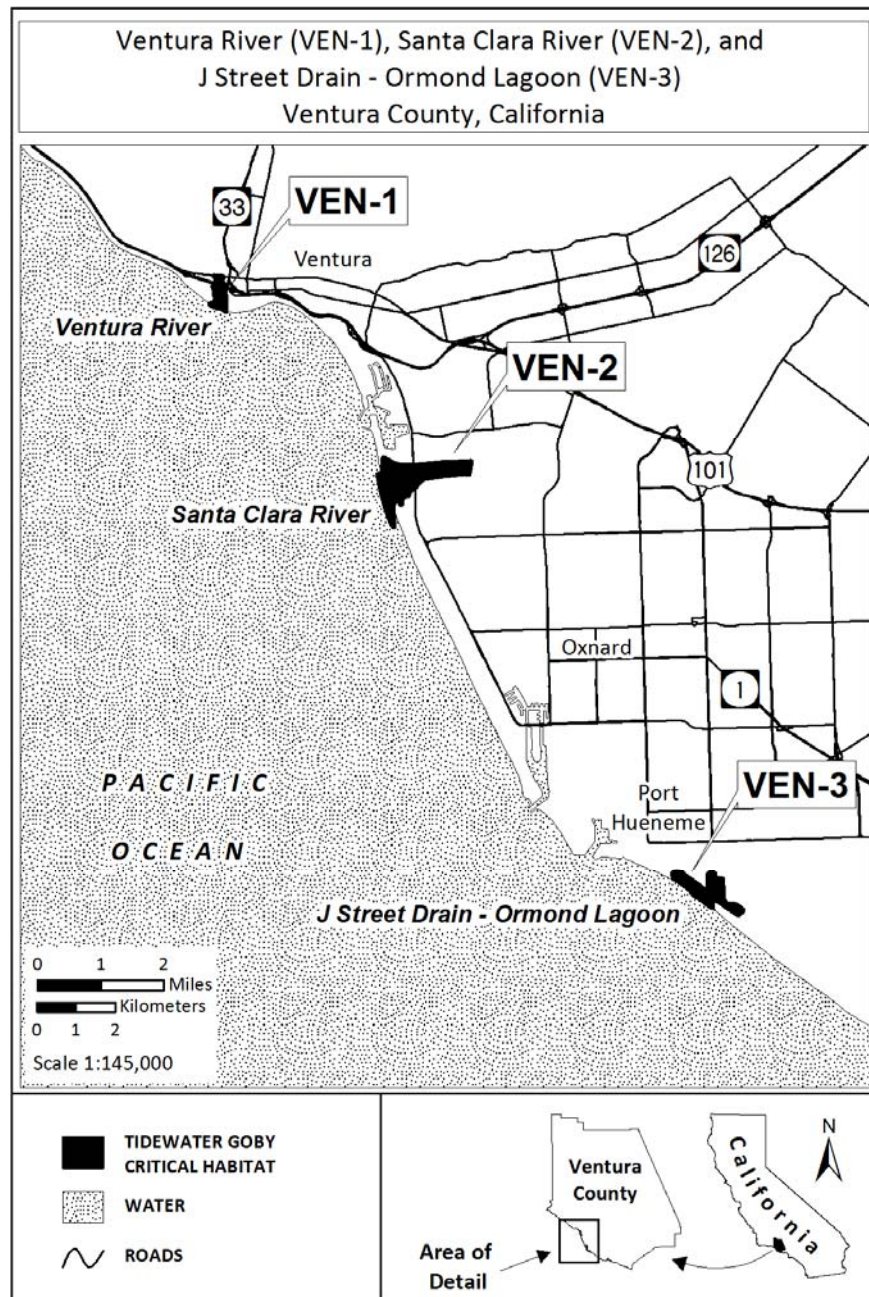 Ventura River (VEN-1), Santa Clara River (VEN-2), and
J Street Drain - Ormond Lagoon (VEN-3)
Ventura County, California
33
VEN-1
Ventura
126
Ventura River
VEN-2
101
Santa Clara River
Oxnard
1
PACIFIC
OCEAN
Port
Hueneme
VEN-3
J Street Drain - Ormond Lagoon
0 1 2
Miles
Kilometers
0 1 2
Scale 1:145,000
TIDEWATER GOBY
CRITICAL HABITAT
WATER
ROADS
Ventura
County
Area of
Detail
California
N